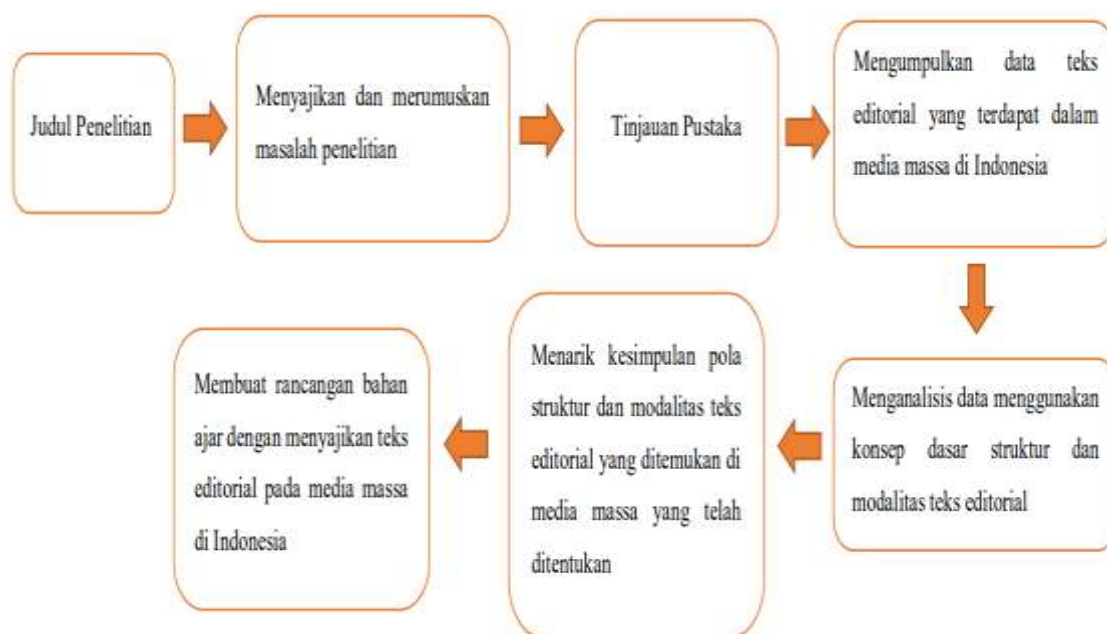 Judul Penelitian
Menyajikan dan merumuskan
masalah penelitian
Tinjauan Pustaka
Mengumpulkan data teks
editorial yang terdapat dalam
media massa di Indonesia
Menganalisis data menggunakan
konsep dasar struktur dan
modalitas teks editorial
Menarik kesimpulan pola
struktur dan modalitas teks
editorial yang ditemukan di
media massa yang telah
ditentukan
Membuat rancangan bahan
ajar dengan menyajikan teks
editorial pada media massa
di Indonesia